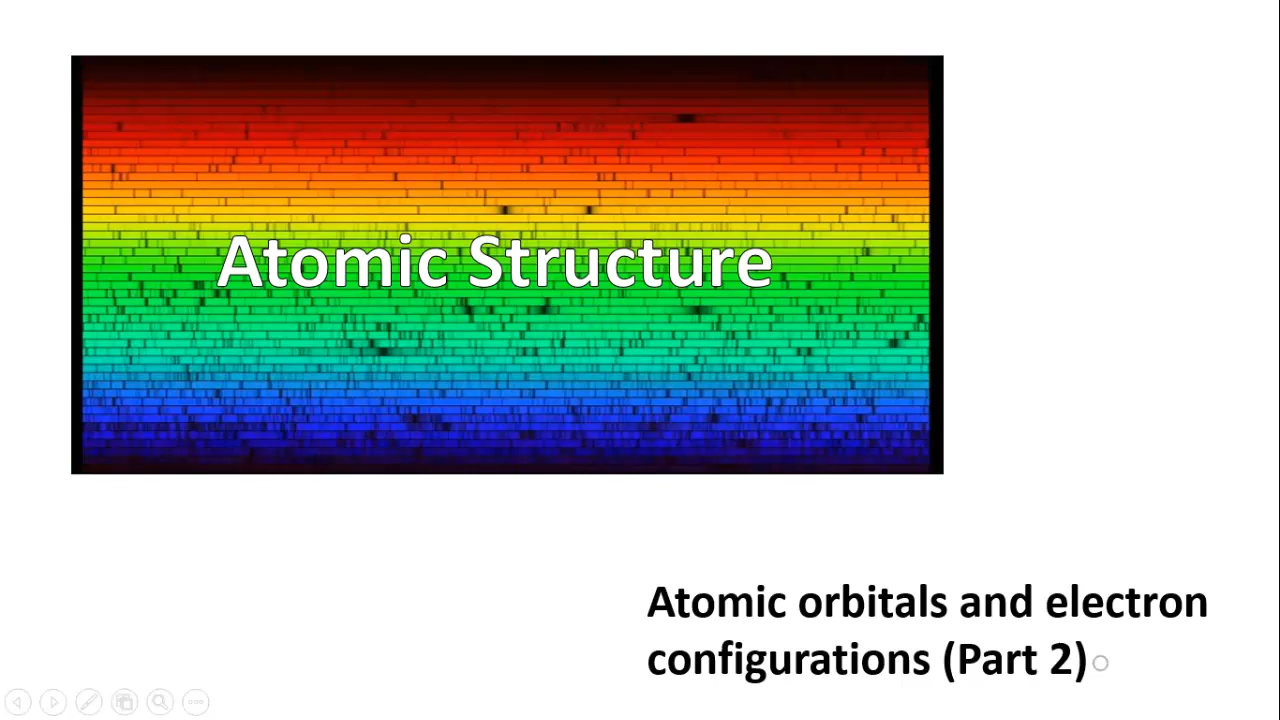 Atomic Structure
Atomic orbitals and electron
configurations (Part 2)